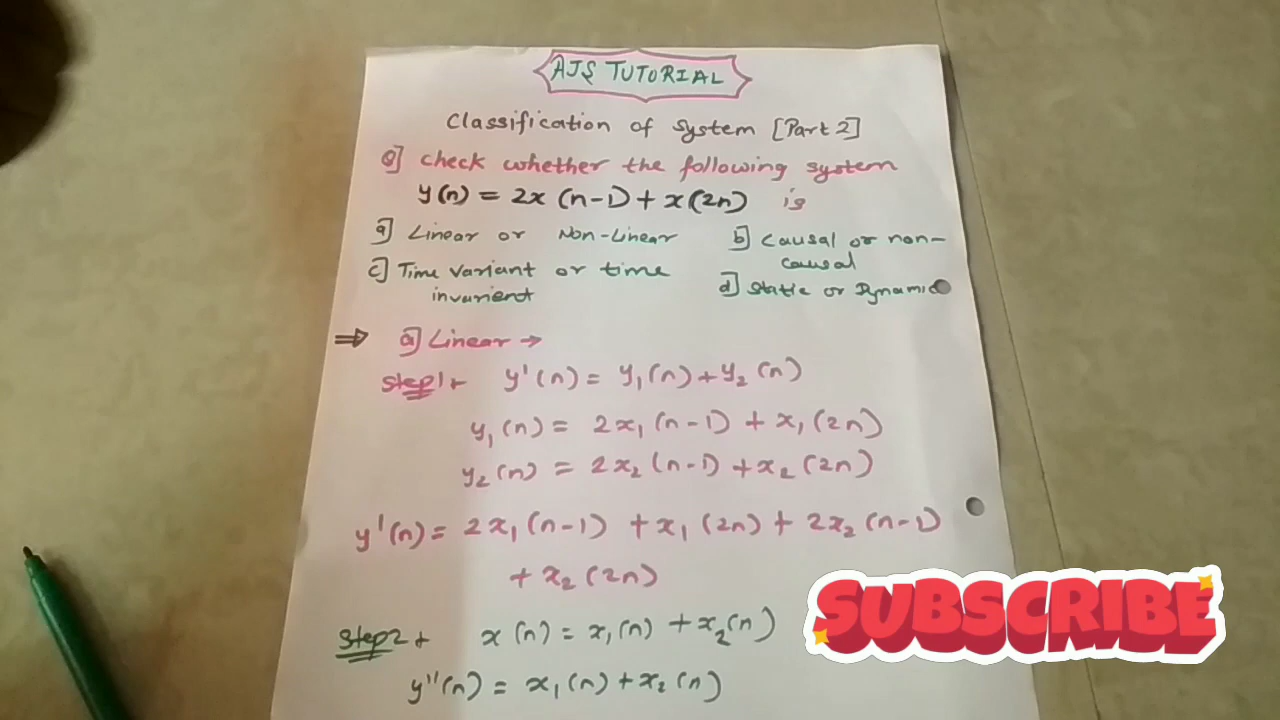 AJS TUTORIAL
Classification of System [Part 2]
Q] check whether the following system
y(n) = 2x (n-1) + x(2n) is
a] Linear or Non-Linear
b] Causal or non-
causal
c] Time variant or time
invarient
d] Static or Dynamic
⇒ a] Linear →
Step1+ y'(n) = y₁(n) + y₂(n)
y₁(n) = 2x₁(n-1) + x₁(2n)
y₂(n) = 2x₂(n-1) + x₂(2n)
y'(n) = 2x₁(n-1) + x₁(2n) + 2x₂(n-1)
+ x₂(2n)
Step2+ x(n) = x₁(n) + x₂(n)
y''(n) = x₁(n) + x₂(n)
SUBSCRIBE